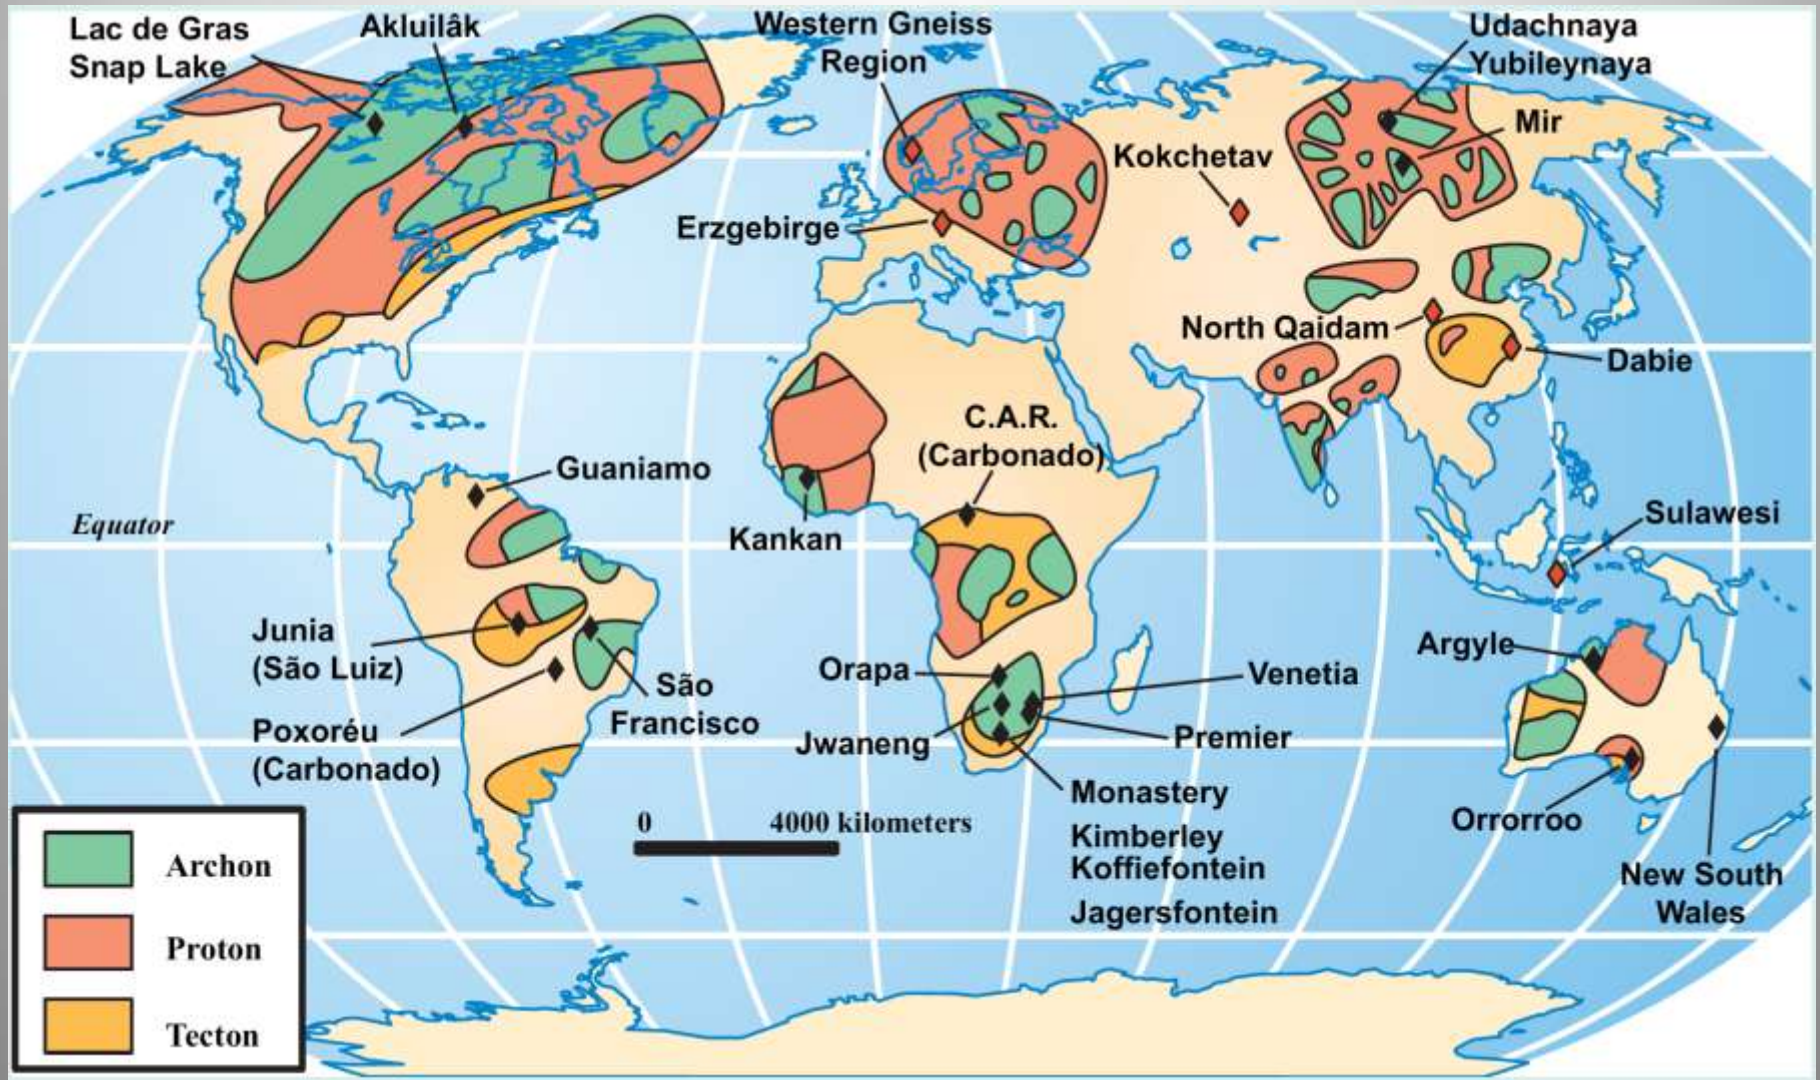 Lac de Gras
Snap Lake
Akluilâk
Western Gneiss
Region
Udachnaya
Yubileynaya
Mir
Kokchetav
Erzgebirge
North Qaidam
Dabie
C.A.R.
(Carbonado)
Guaniamo
Equator
Kankan
Sulawesi
Junia
(São Luiz)
Argyle
Orapa
Venetia
São
Francisco
Poxoréu
(Carbonado)
Jwaneng
Premier
Monastery
Kimberley
Koffiefontein
Jagersfontein
0 4000 kilometers
Orrorroo
New South
Wales
Archon
Proton
Tecton